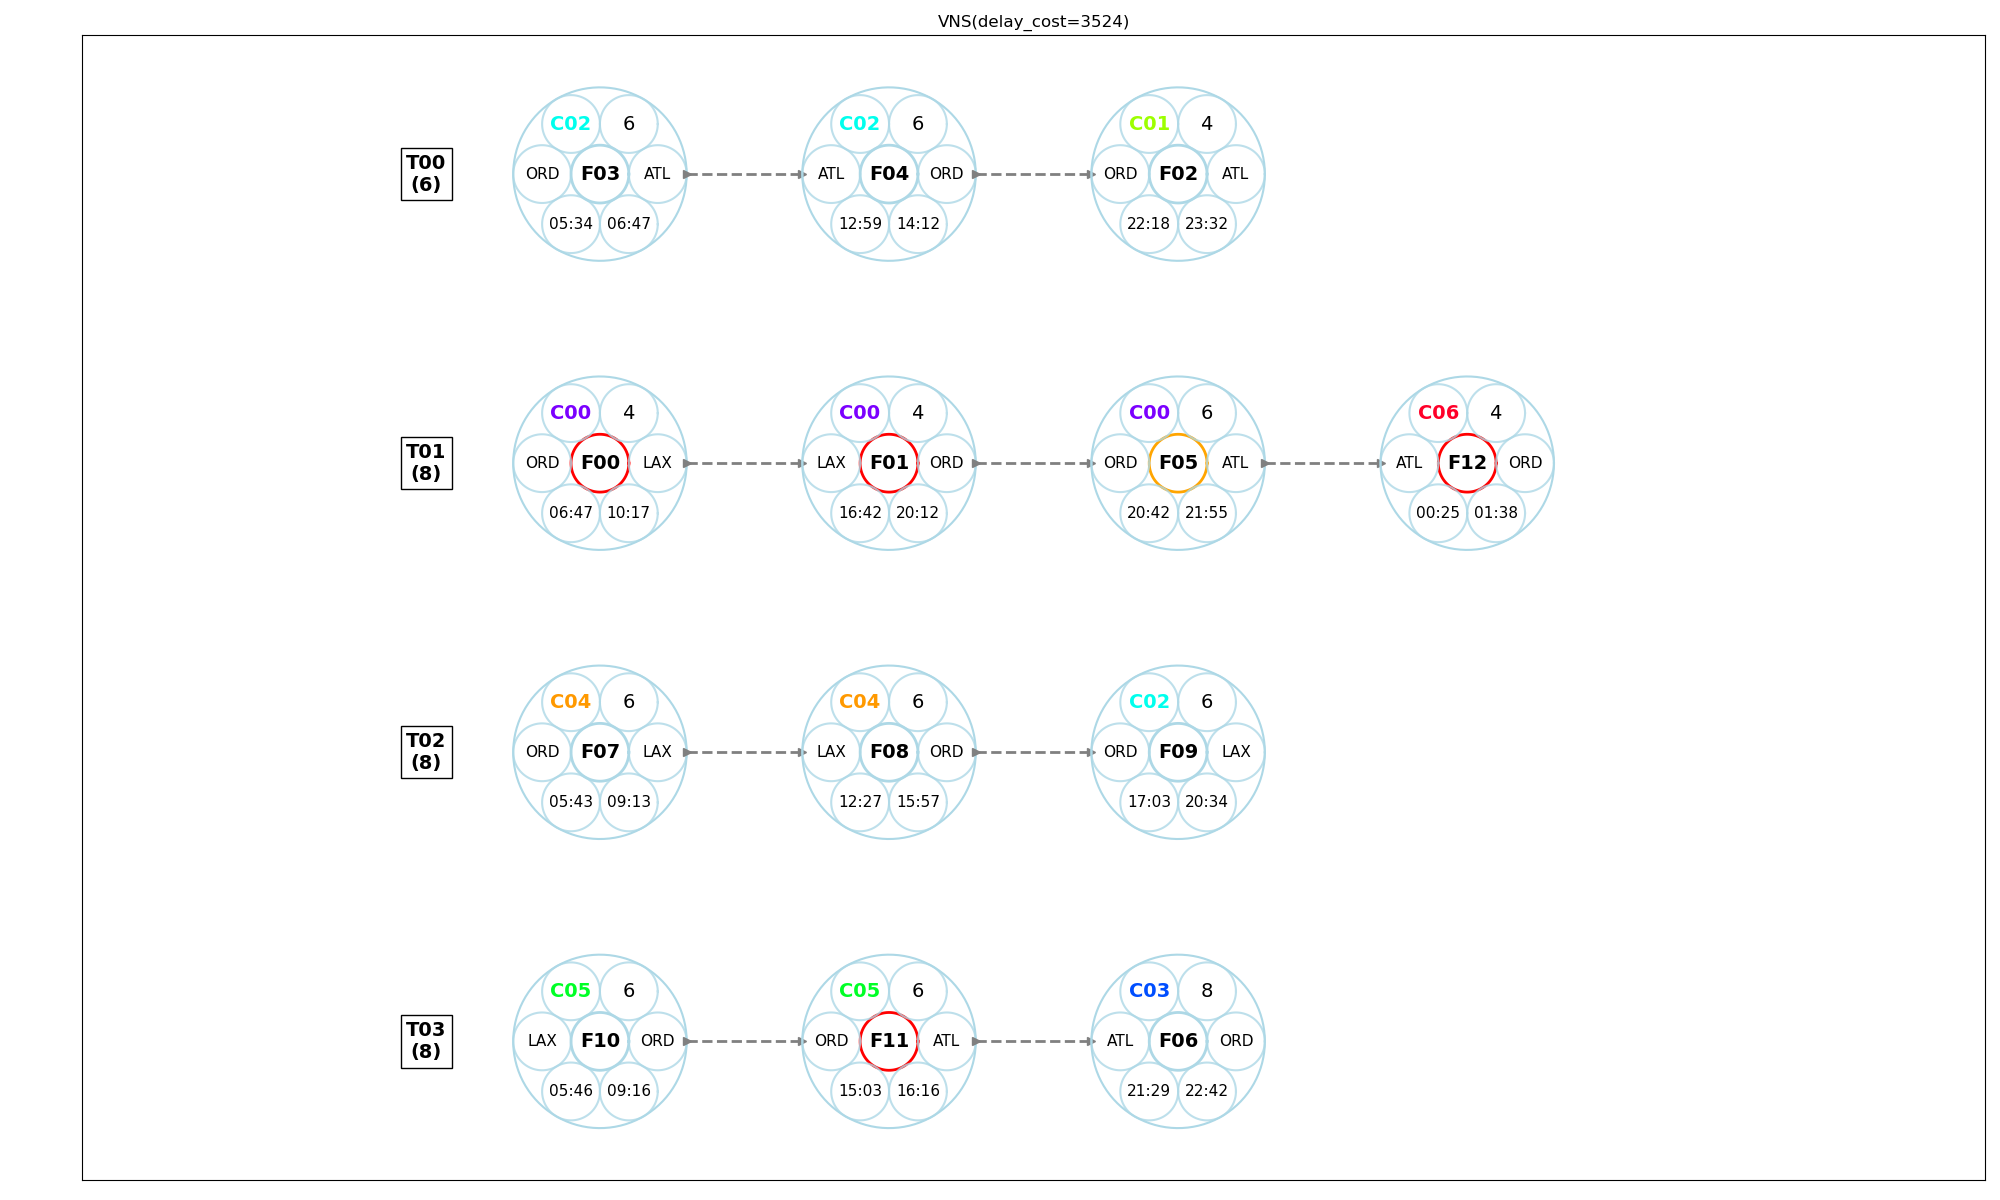 VNS(delay_cost=3524)
T00
(6)
C02 6 C02 6 C01 4
ORD F03 ATL ATL F04 ORD ORD F02 ATL
05:34 06:47 12:59 14:12 22:18 23:32
T01
(8)
C00 4 C00 4 C00 6 C06 4
ORD F00 LAX LAX F01 ORD ORD F05 ATL ATL F12 ORD
06:47 10:17 16:42 20:12 20:42 21:55 00:25 01:38
T02
(8)
C04 6 C04 6 C02 6
ORD F07 LAX LAX F08 ORD ORD F09 LAX
05:43 09:13 12:27 15:57 17:03 20:34
T03
(8)
C05 6 C05 6 C03 8
LAX F10 ORD ORD F11 ATL ATL F06 ORD
05:46 09:16 15:03 16:16 21:29 22:42